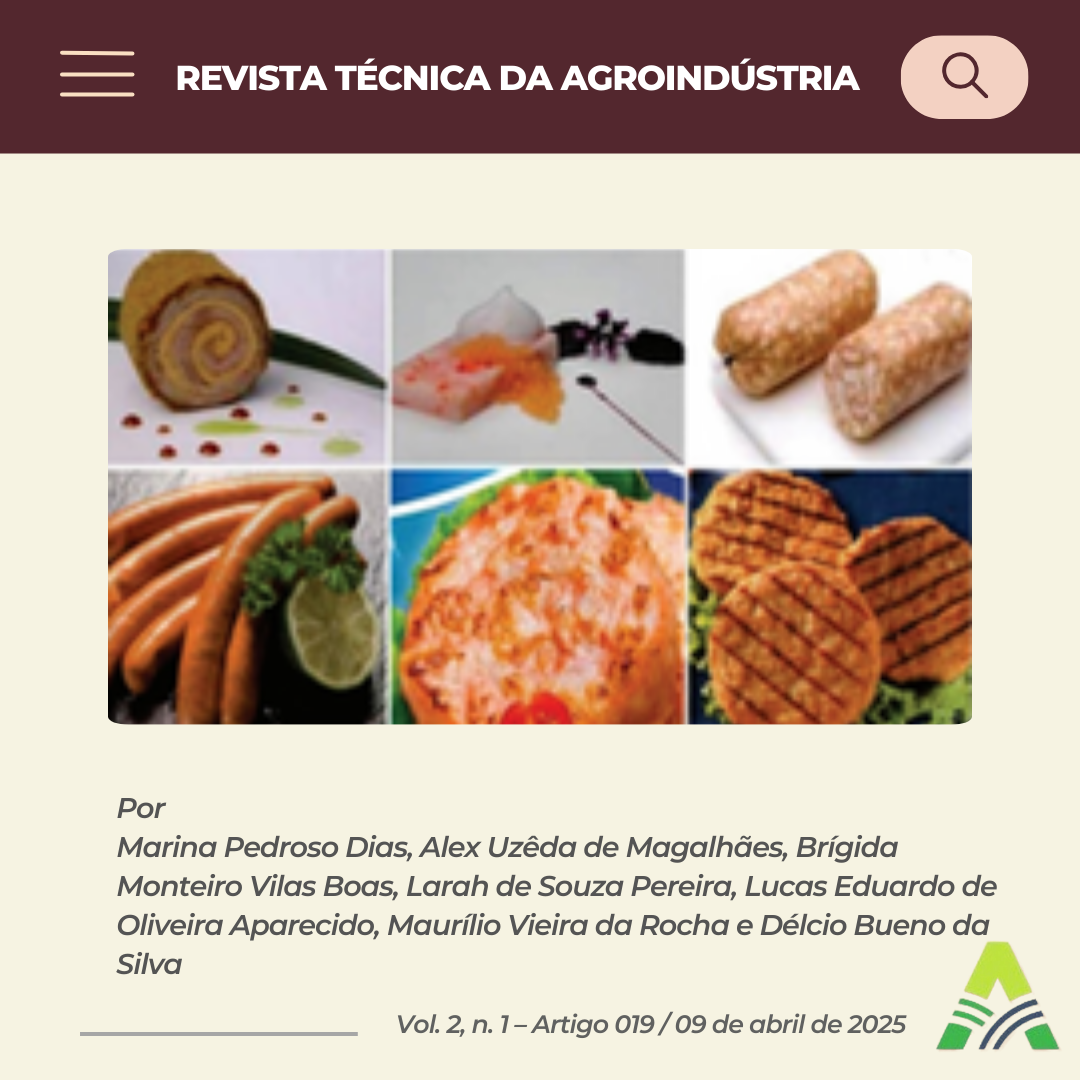 REVISTA TÉCNICA DA AGROINDÚSTRIA
Por
Marina Pedroso Dias, Alex Uzêda de Magalhães, Brígida
Monteiro Vilas Boas, Larah de Souza Pereira, Lucas Eduardo de
Oliveira Aparecido, Maurílio Vieira da Rocha e Délcio Bueno da
Silva
Vol. 2, n. 1 – Artigo 019 / 09 de abril de 2025